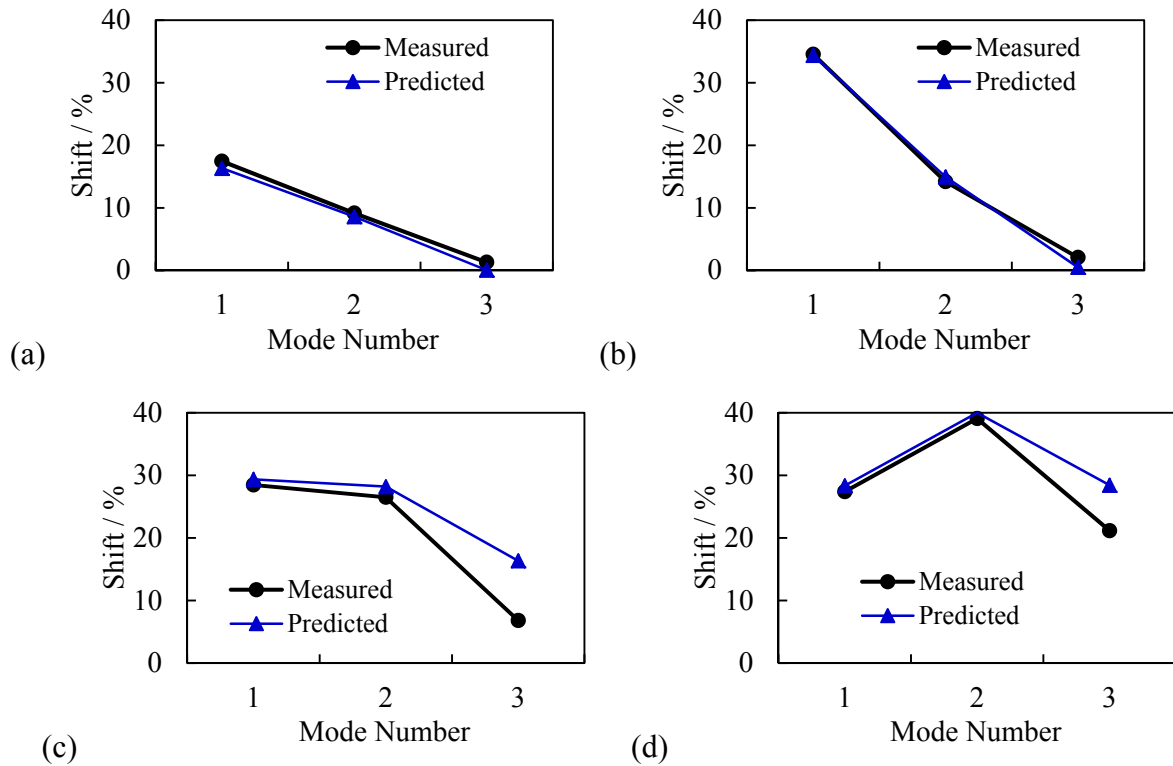 40
30
20
10
0
Shift / %
Measured
Predicted
1 2 3
Mode Number
(a)
40
30
20
10
0
Shift / %
Measured
Predicted
1 2 3
Mode Number
(b)
40
30
20
10
0
Shift / %
Measured
Predicted
1 2 3
Mode Number
(c)
40
30
20
10
0
Shift / %
Measured
Predicted
1 2 3
Mode Number
(d)